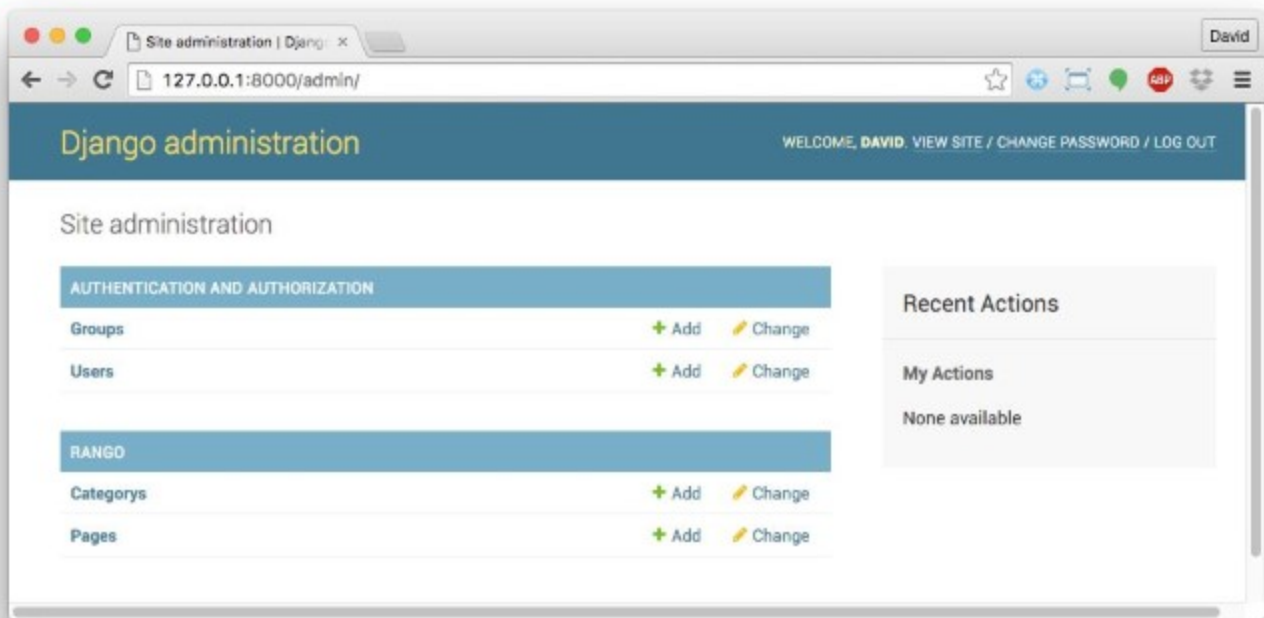 Site administration | Djang
David
127.0.0.1:8000/admin/
ABP
Django administration
WELCOME, DAVID. VIEW SITE / CHANGE PASSWORD / LOG OUT
Site administration
AUTHENTICATION AND AUTHORIZATION
Groups Add Change
Users Add Change
RANGO
Categorys Add Change
Pages Add Change
Recent Actions
My Actions
None available